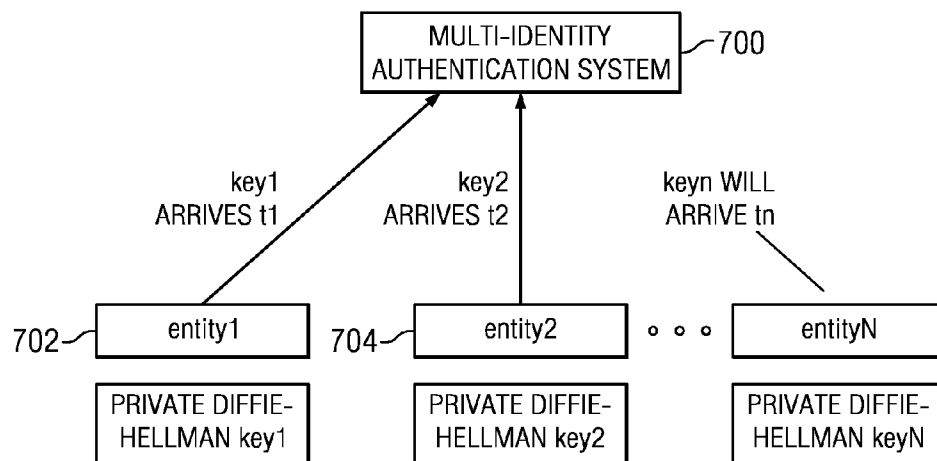 MULTI-IDENTITY
AUTHENTICATION SYSTEM
700
key1
ARRIVES t1
key2
ARRIVES t2
keyn WILL
ARRIVE tn
702
entity1
704
entity2
entityN
PRIVATE DIFFIE-
HELLMAN key1
PRIVATE DIFFIE-
HELLMAN key2
PRIVATE DIFFIE-
HELLMAN keyN